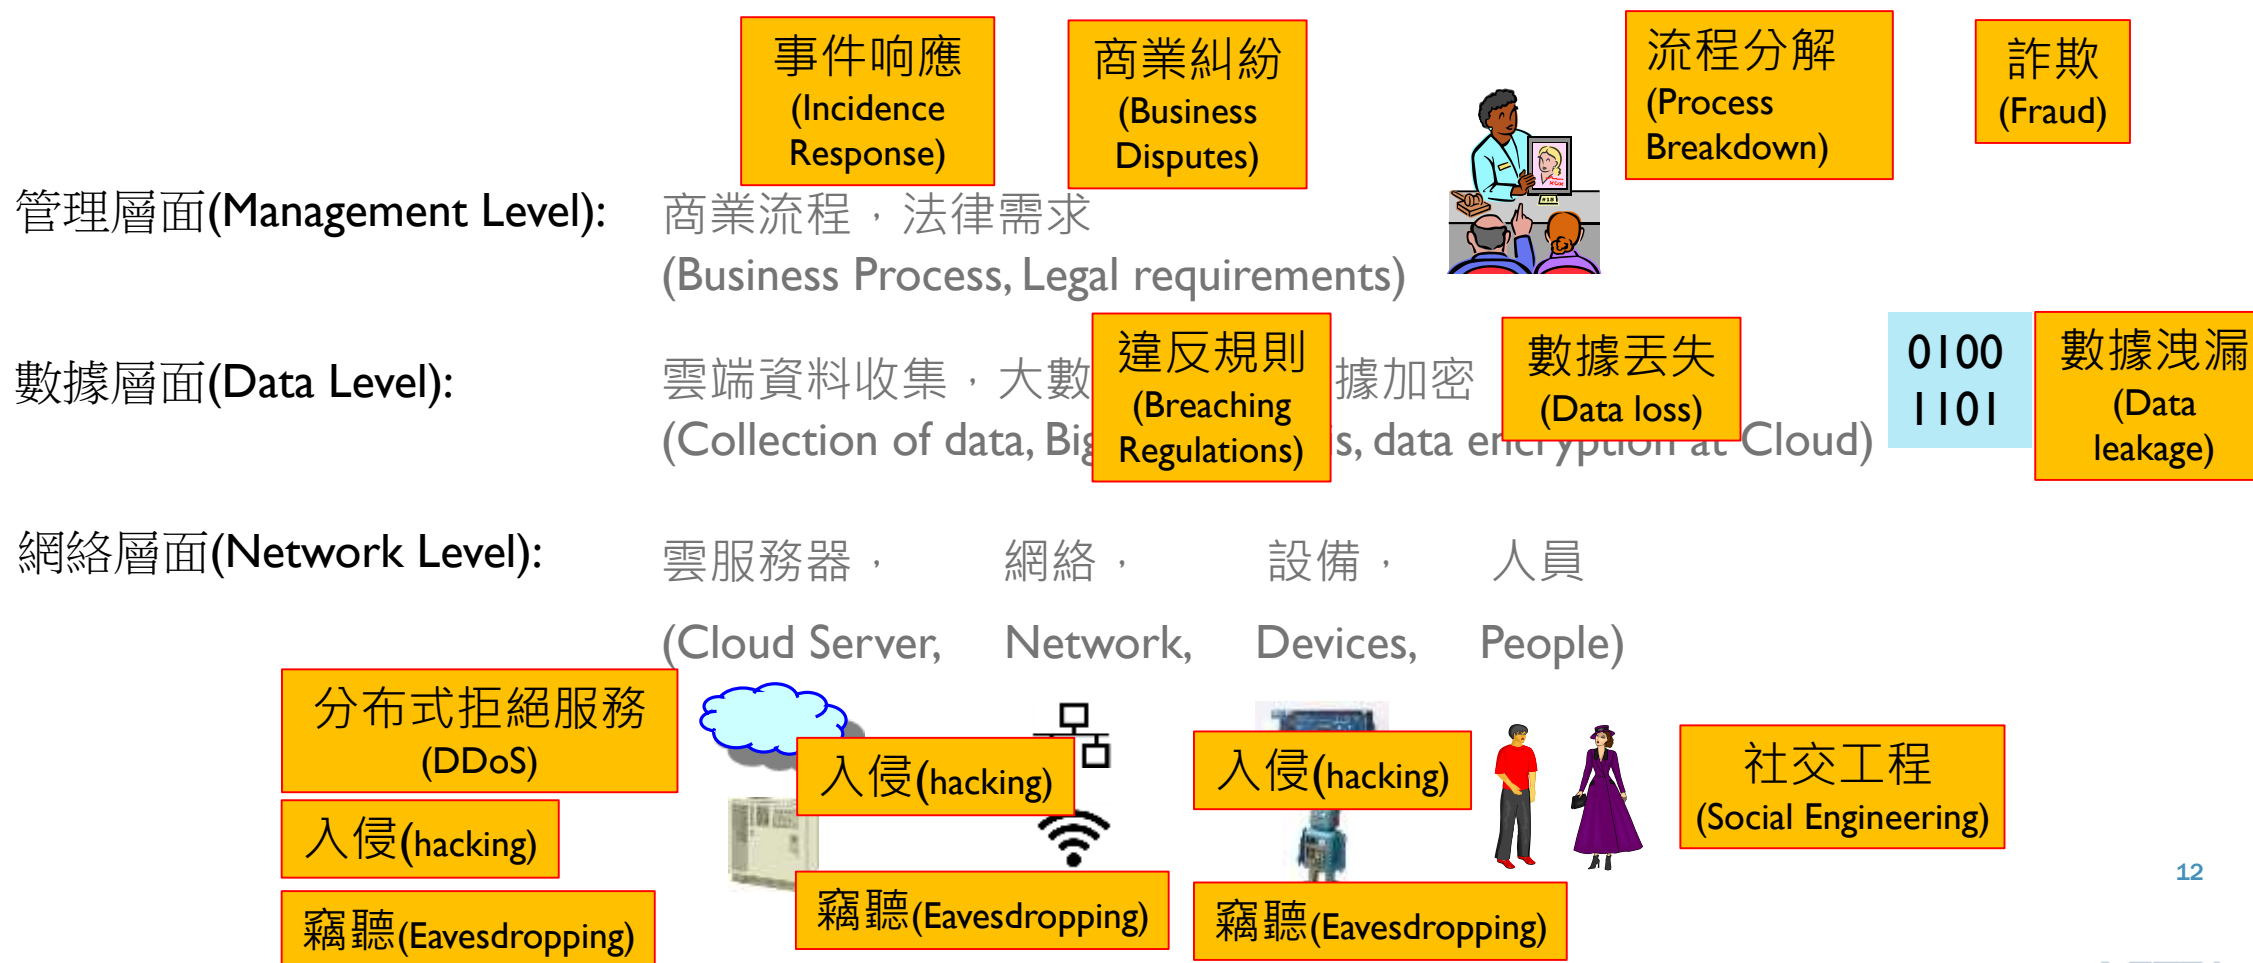 事件响應
(Incidence
Response)
商業糾紛
(Business
Disputes)
流程分解
(Process
Breakdown)
詐欺
(Fraud)
管理層面(Management Level):
商業流程，法律需求
(Business Process, Legal requirements)
數據層面(Data Level):
雲端資料收集，大數 據加密
(Collection of data, Big s, data encryption at Cloud)
違反規則
(Breaching
Regulations)
數據丟失
(Data loss)
0100
1101
數據洩漏
(Data
leakage)
網絡層面(Network Level):
雲服務器， 網絡， 設備， 人員
(Cloud Server, Network, Devices, People)
分布式拒絕服務
(DDoS)
入侵(hacking)
竊聽(Eavesdropping)
入侵(hacking)
竊聽(Eavesdropping)
入侵(hacking)
竊聽(Eavesdropping)
社交工程
(Social Engineering)
12